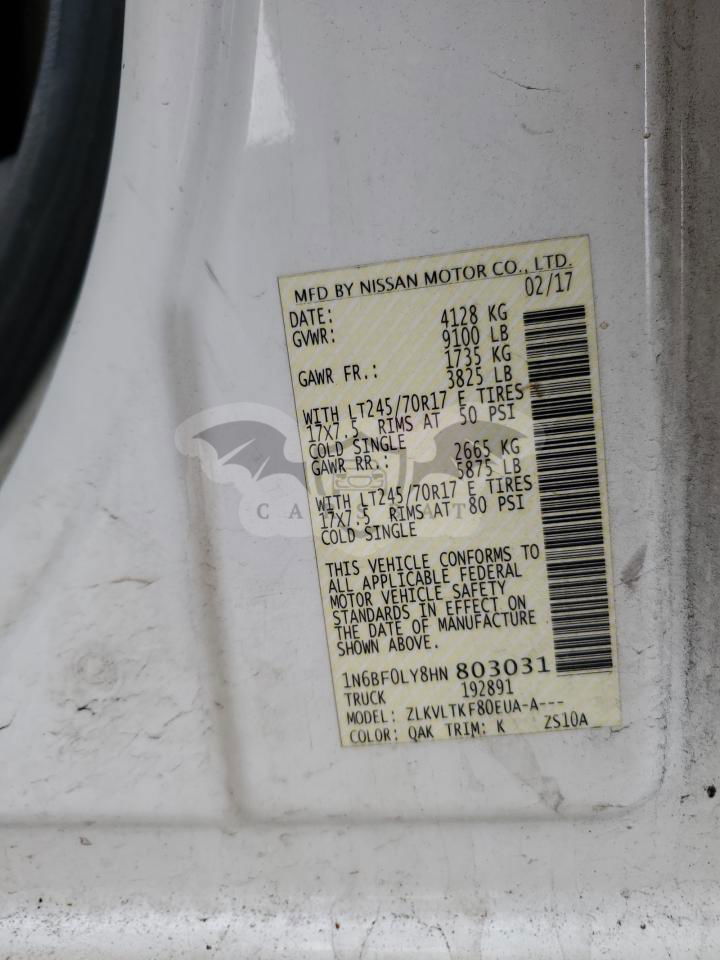 MFD BY NISSAN MOTOR CO., LTD.
DATE: 02/17
GVWR: 4128 KG
9100 LB
GAWR FR.: 1735 KG
3825 LB
WITH LT245/70R17 E TIRES
17X7.5 RIMS AT 50 PSI
COLD SINGLE
GAWR RR.: 2665 KG
5875 LB
WITH LT245/70R17 E TIRES
17X7.5 RIMS AT 80 PSI
COLD SINGLE
THIS VEHICLE CONFORMS TO
ALL APPLICABLE FEDERAL
MOTOR VEHICLE SAFETY
STANDARDS IN EFFECT ON
THE DATE OF MANUFACTURE
SHOWN ABOVE.
1N6BF0LY8HN 803031
TRUCK 192891
MODEL: ZLKVLTKF80EUA-A---
COLOR: QAK TRIM: K ZS10A